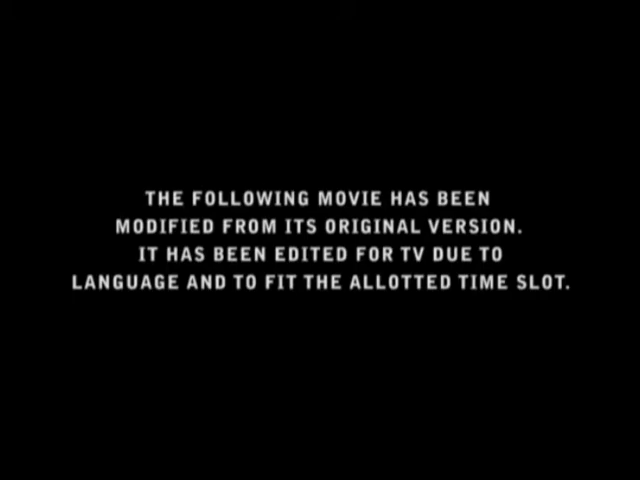 THE FOLLOWING MOVIE HAS BEEN
MODIFIED FROM ITS ORIGINAL VERSION.
IT HAS BEEN EDITED FOR TV DUE TO
LANGUAGE AND TO FIT THE ALLOTTED TIME SLOT.